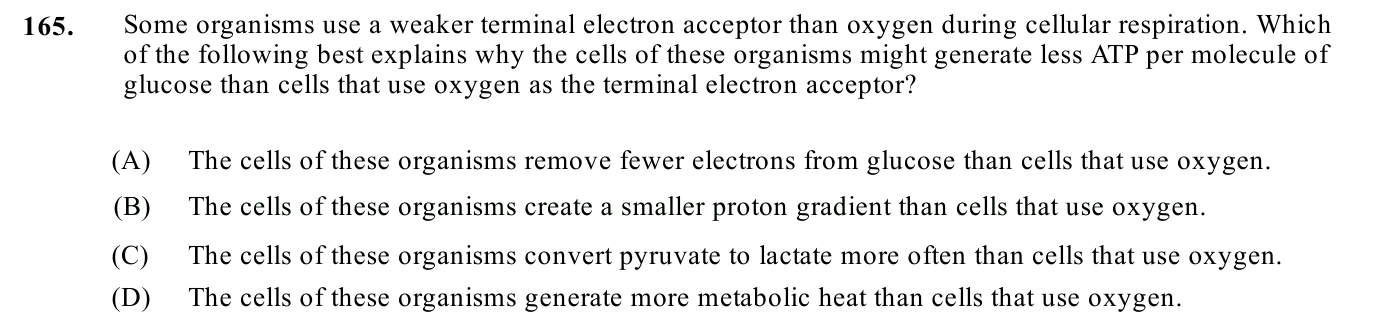 165. Some organisms use a weaker terminal electron acceptor than oxygen during cellular respiration. Which
of the following best explains why the cells of these organisms might generate less ATP per molecule of
glucose than cells that use oxygen as the terminal electron acceptor?
(A) The cells of these organisms remove fewer electrons from glucose than cells that use oxygen.
(B) The cells of these organisms create a smaller proton gradient than cells that use oxygen.
(C) The cells of these organisms convert pyruvate to lactate more often than cells that use oxygen.
(D) The cells of these organisms generate more metabolic heat than cells that use oxygen.